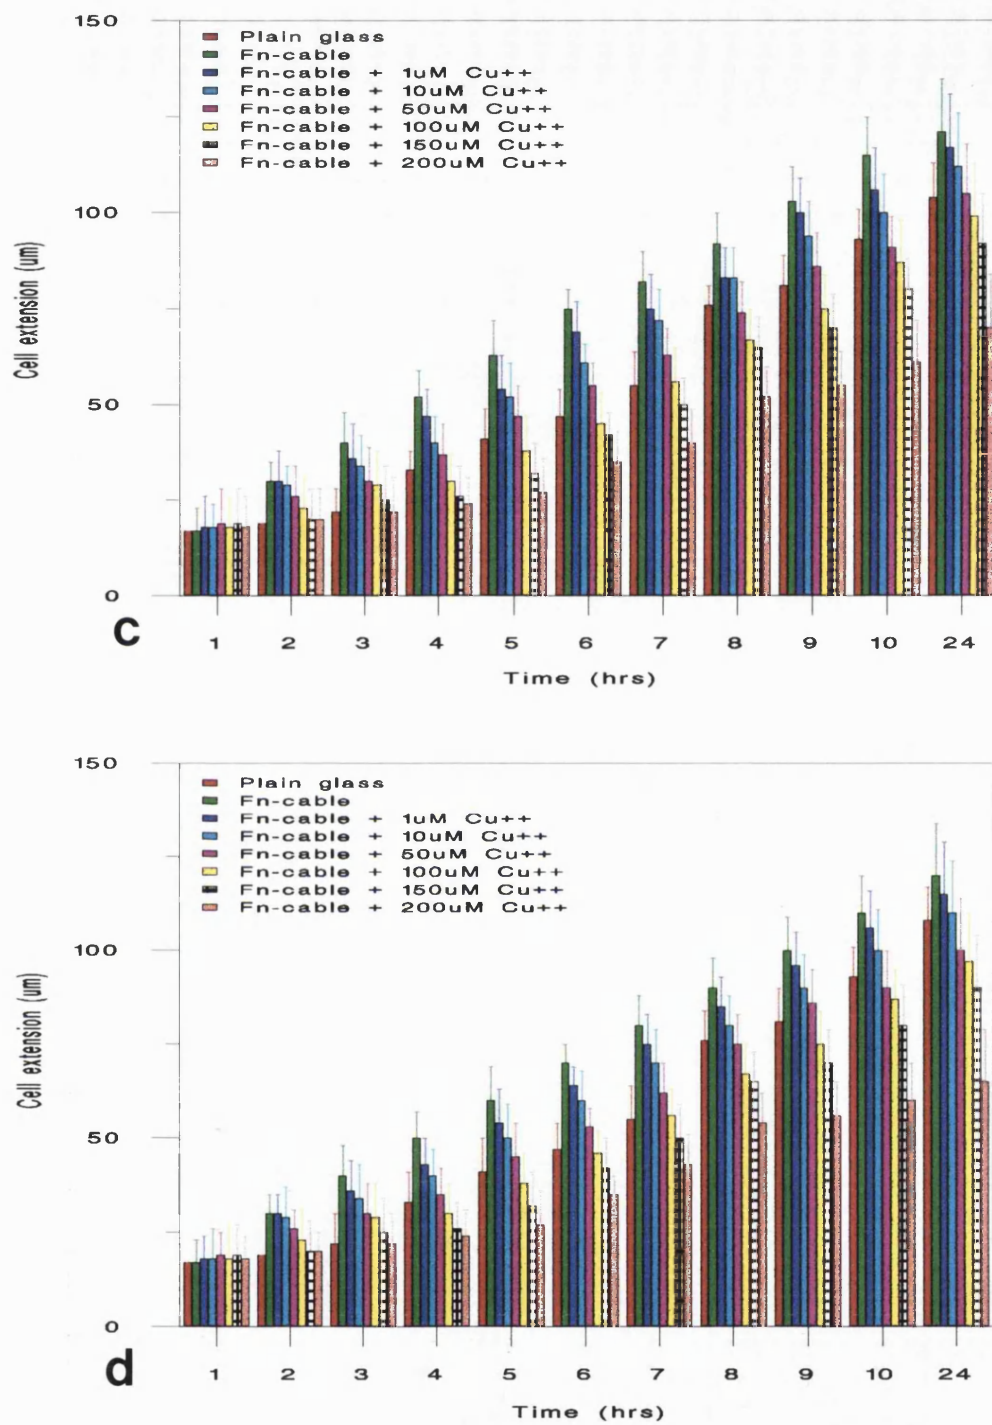 150
Plain glass
Fn-cable
Fn-cable + 1uM Cu++
Fn-cable + 10uM Cu++
Fn-cable + 50uM Cu++
Fn-cable + 100uM Cu++
Fn-cable + 150uM Cu++
Fn-cable + 200uM Cu++
100
Cell extension (um)
50
0
c
1 2 3 4 5 6 7 8 9 10 24
Time (hrs)
150
Plain glass
Fn-cable
Fn-cable + 1uM Cu++
Fn-cable + 10uM Cu++
Fn-cable + 50uM Cu++
Fn-cable + 100uM Cu++
Fn-cable + 150uM Cu++
Fn-cable + 200uM Cu++
100
Cell extension (um)
50
0
d
1 2 3 4 5 6 7 8 9 10 24
Time (hrs)